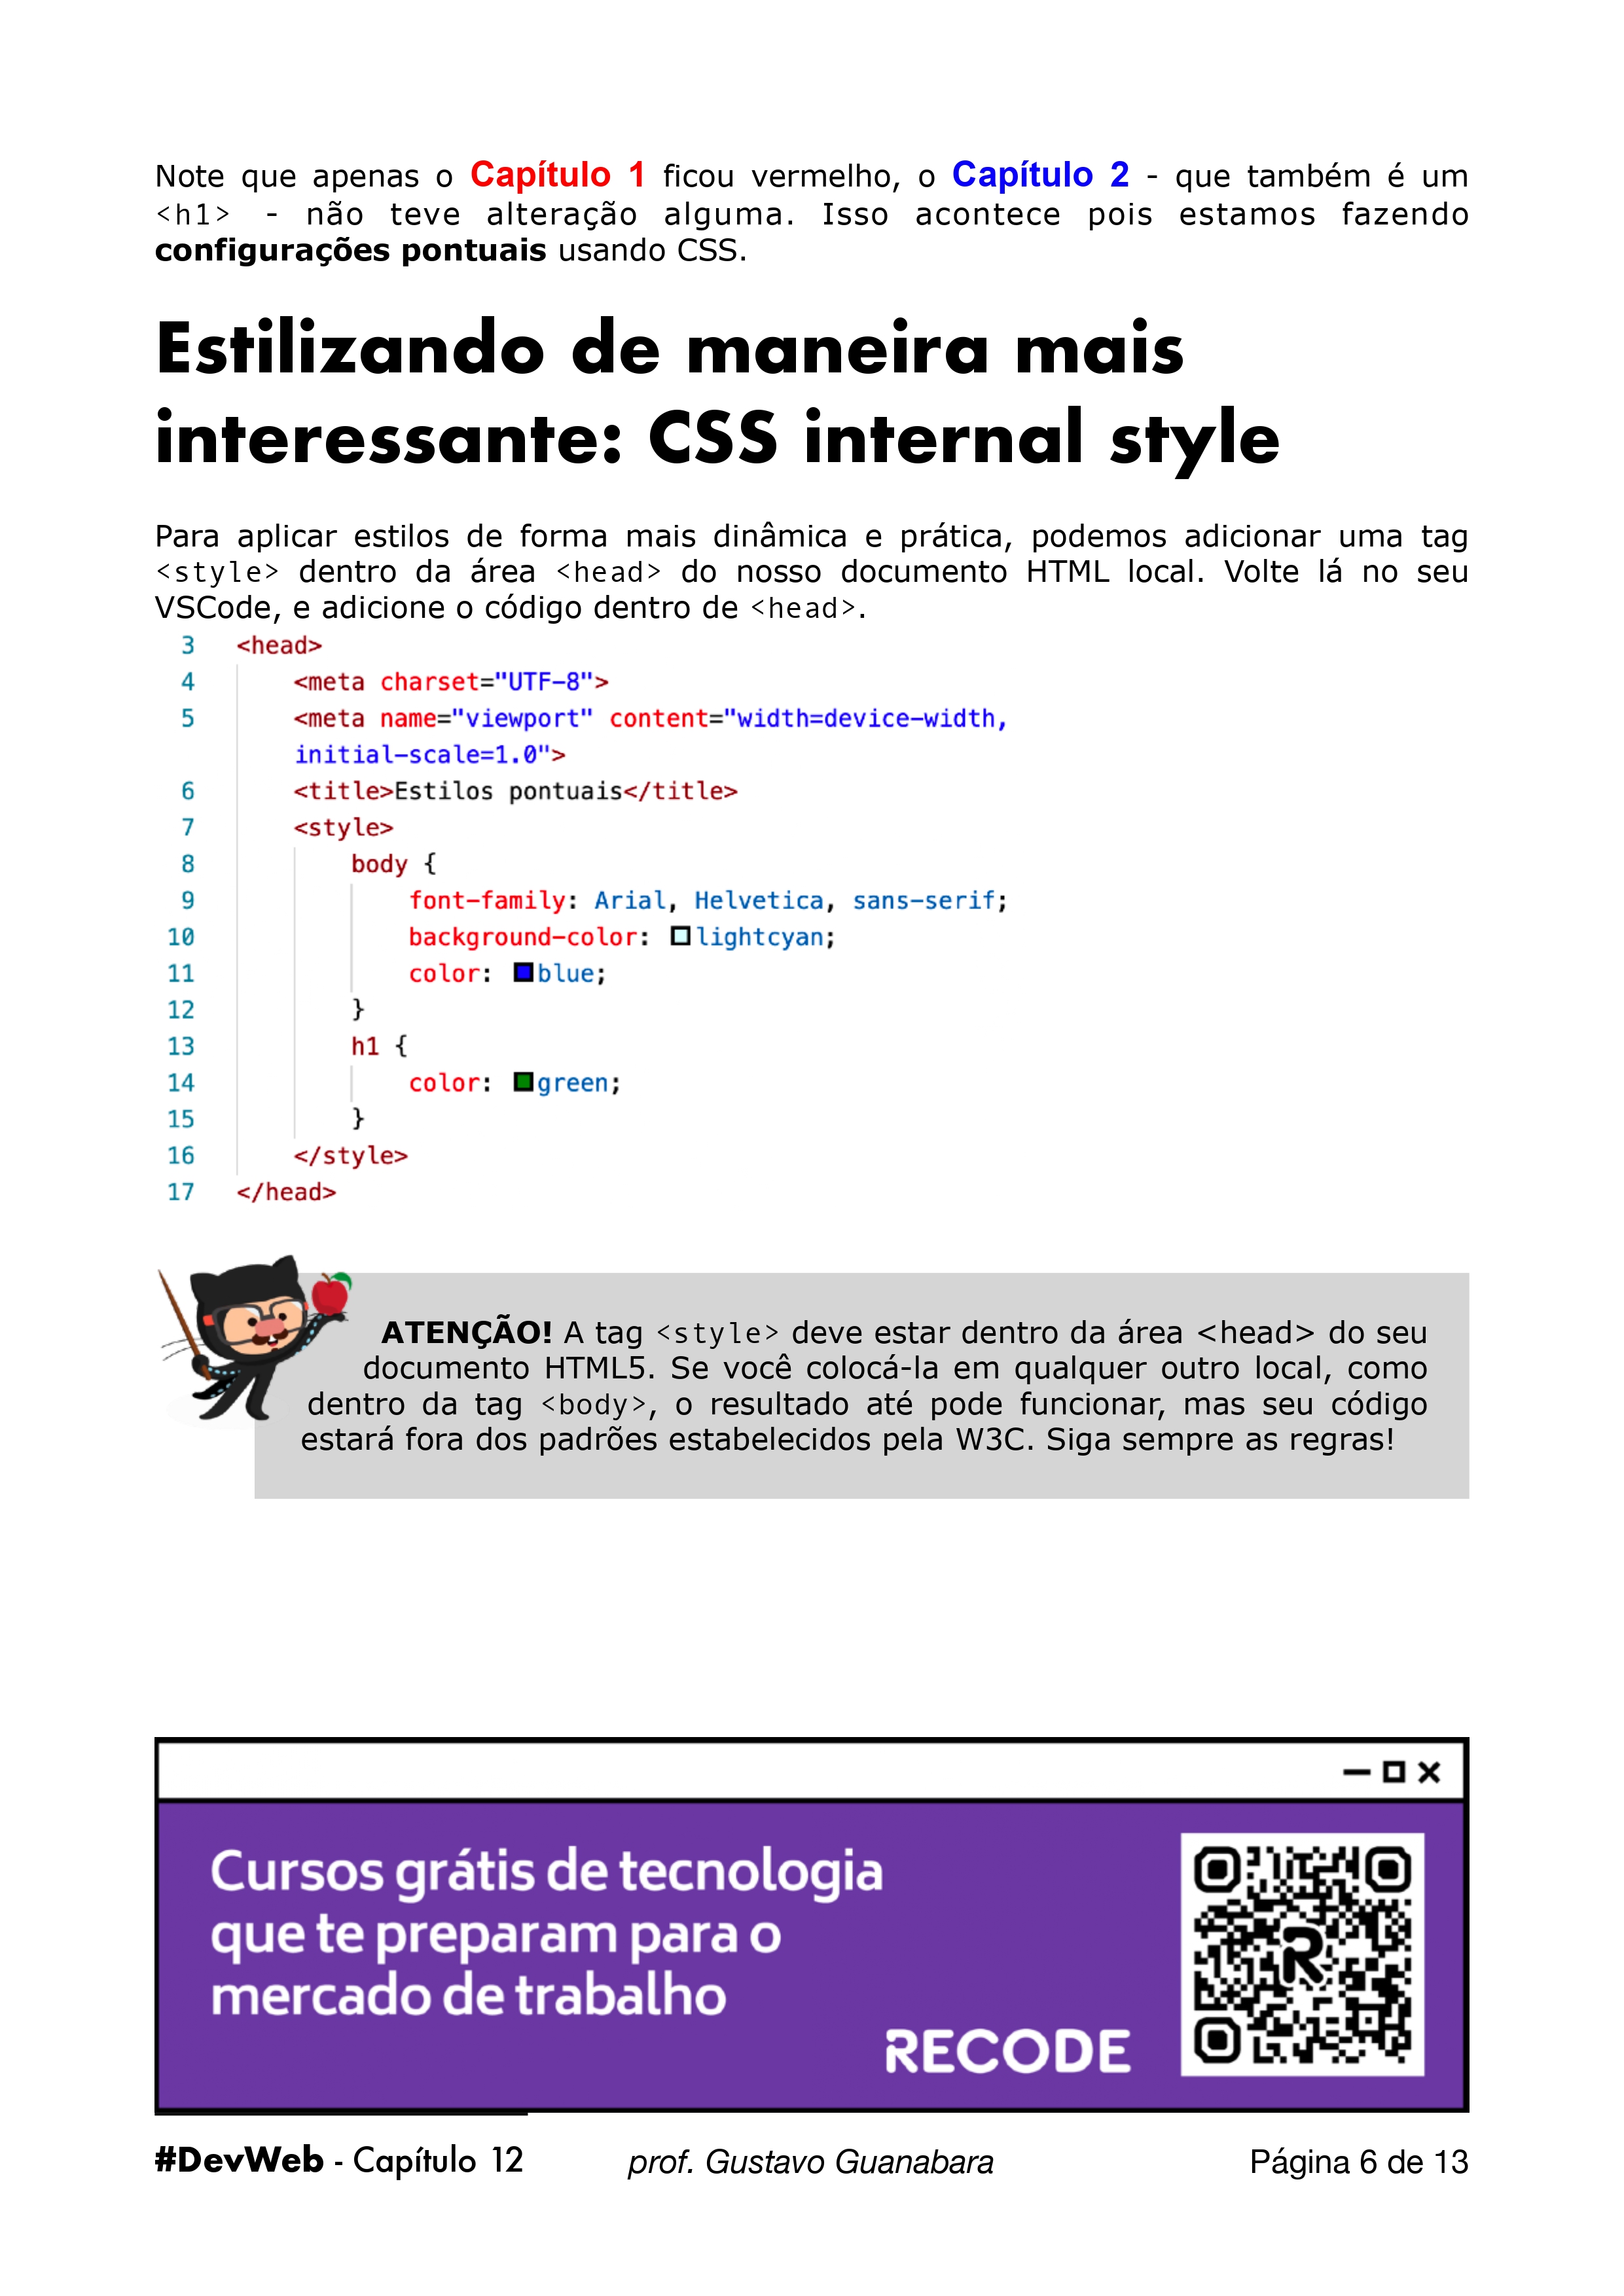 Note que apenas o Capítulo 1 ficou vermelho, o Capítulo 2 - que também é um
<h1> - não teve alteração alguma. Isso acontece pois estamos fazendo
configurações pontuais usando CSS.
Estilizando de maneira mais
interessante: CSS internal style
Para aplicar estilos de forma mais dinâmica e prática, podemos adicionar uma tag
<style> dentro da área <head> do nosso documento HTML local. Volte lá no seu
VSCode, e adicione o código dentro de <head>.
3 <head>
4 <meta charset="UTF-8">
5 <meta name="viewport" content="width=device-width,
initial-scale=1.0">
6 <title>Estilos pontuais</title>
7 <style>
8 body {
9 font-family: Arial, Helvetica, sans-serif;
10 background-color: lightcyan;
11 color: blue;
12 }
13 h1 {
14 color: green;
15 }
16 </style>
17 </head>
ATENÇÃO! A tag <style> deve estar dentro da área <head> do seu
documento HTML5. Se você colocá-la em qualquer outro local, como
dentro da tag <body>, o resultado até pode funcionar, mas seu código
estará fora dos padrões estabelecidos pela W3C. Siga sempre as regras!
Cursos grátis de tecnologia
que te preparam para o
mercado de trabalho
RECODE
R
#DevWeb - Capítulo 12 prof. Gustavo Guanabara Página 6 de 13